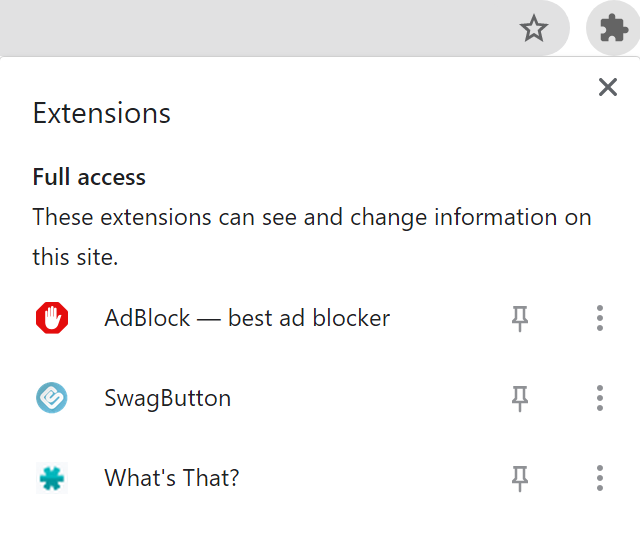 Extensions
Full access
These extensions can see and change information on
this site.
AdBlock — best ad blocker
SwagButton
What's That?